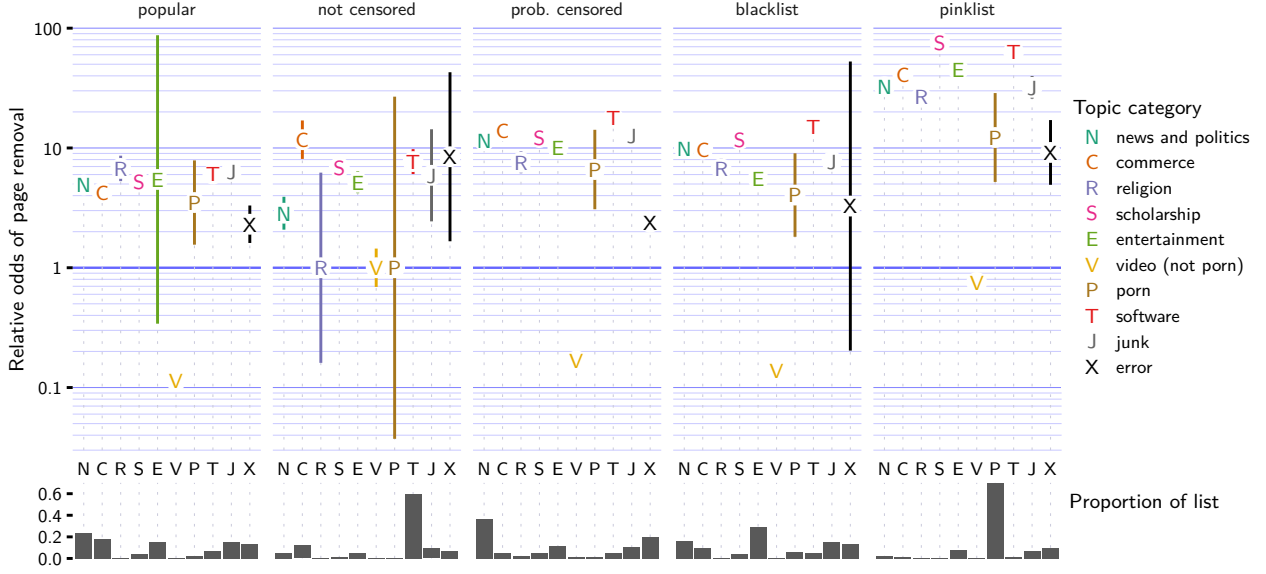 popular not censored prob. censored blacklist pinklist
Relative odds of page removal
100
10
1
0.1
N C R S E V P T J X
N C R S E V P T J X
N C R S E V P T J X
N C R S E V P T J X
N C R S E V P T J X
N C R S E V P T J X
N C R S E V P T J X
N C R S E V P T J X
N C R S E V P T J X
N C R S E V P T J X
Topic category
N news and politics
C commerce
R religion
S scholarship
E entertainment
V video (not porn)
P porn
T software
J junk
X error
0.6
0.4
0.2
0.0
Proportion of list